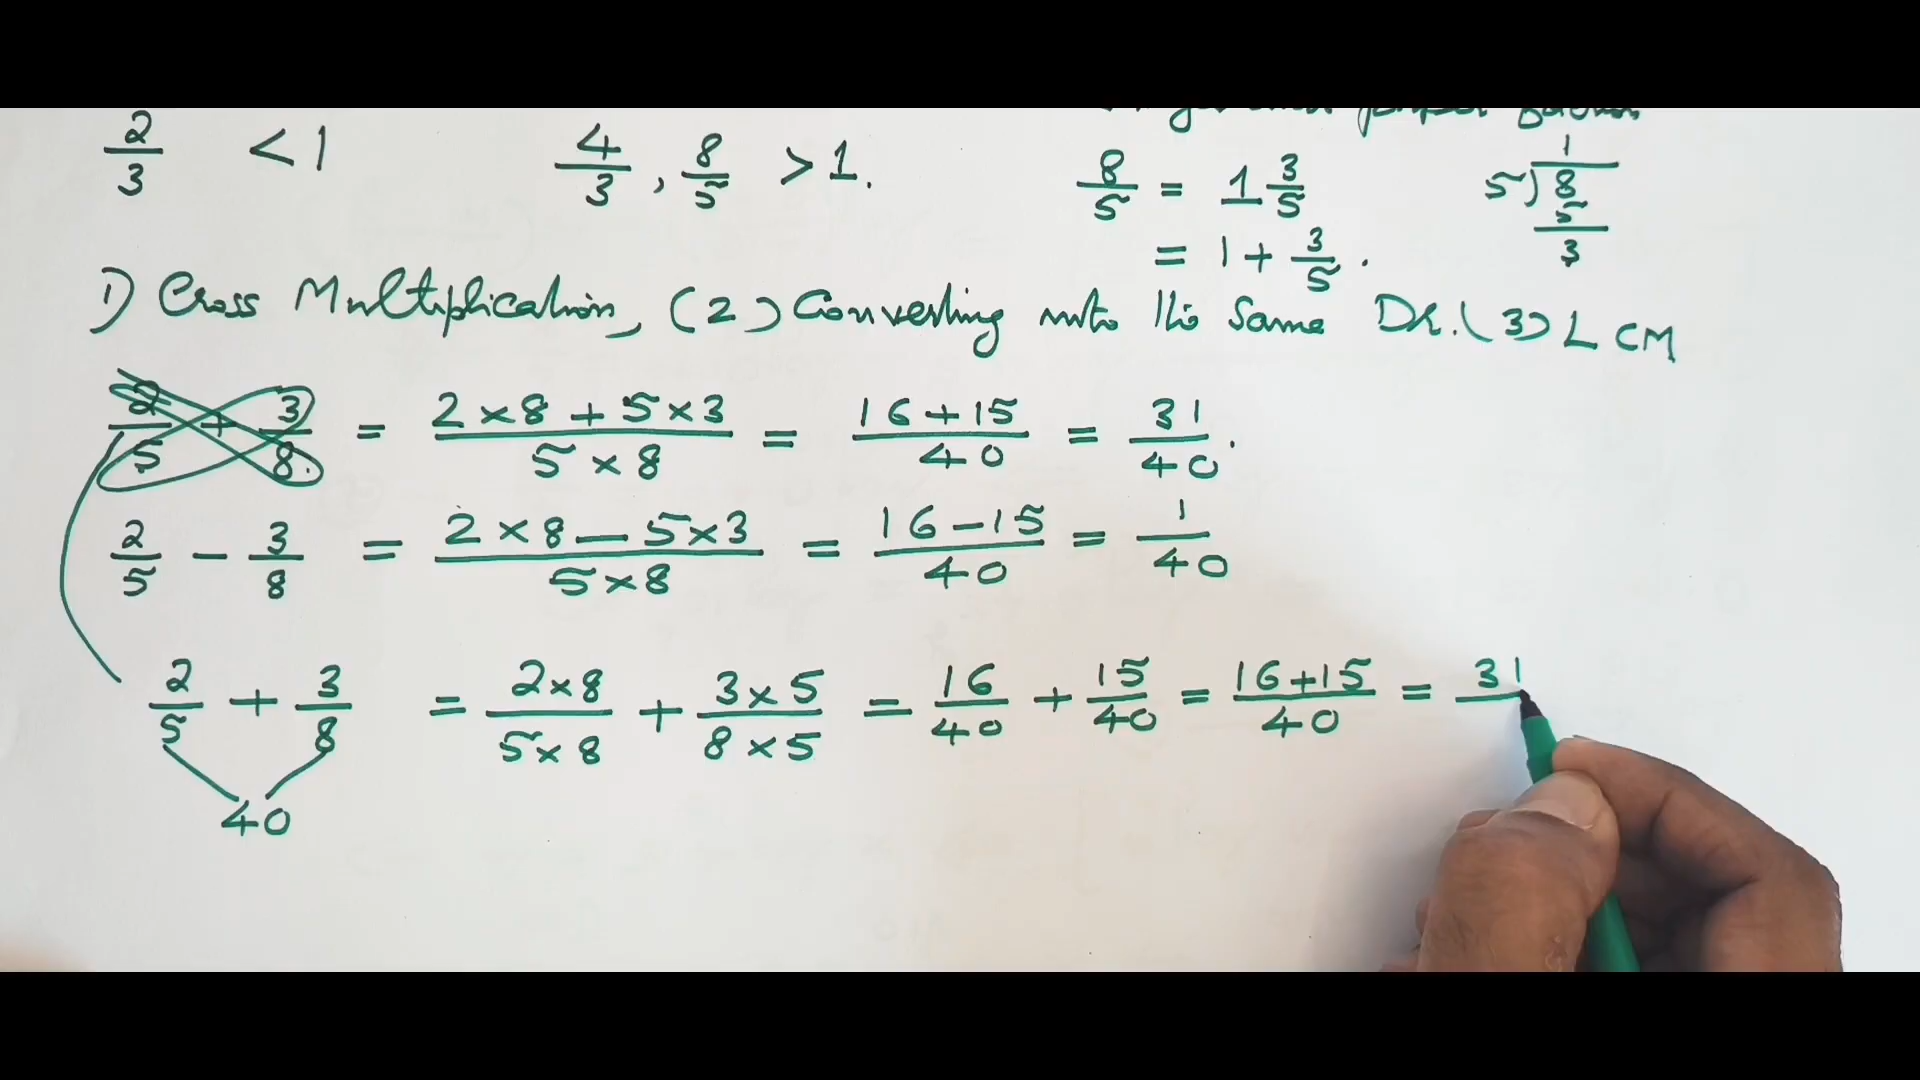 2/3 < 1    4/3, 8/5 > 1.
8/5 = 1 3/5    5) 8
1
5
3
= 1 + 3/5.
1) Cross Multiplication, (2) Converting into the same Dr. (3) LCM
2/5 + 3/8 = (2 × 8 + 5 × 3)/(5 × 8) = (16 + 15)/40 = 31/40.
2/5 − 3/8 = (2 × 8 − 5 × 3)/(5 × 8) = (16 − 15)/40 = 1/40
2/5 + 3/8 = (2 × 8)/(5 × 8) + (3 × 5)/(8 × 5) = 16/40 + 15/40 = (16 + 15)/40 = 31
40